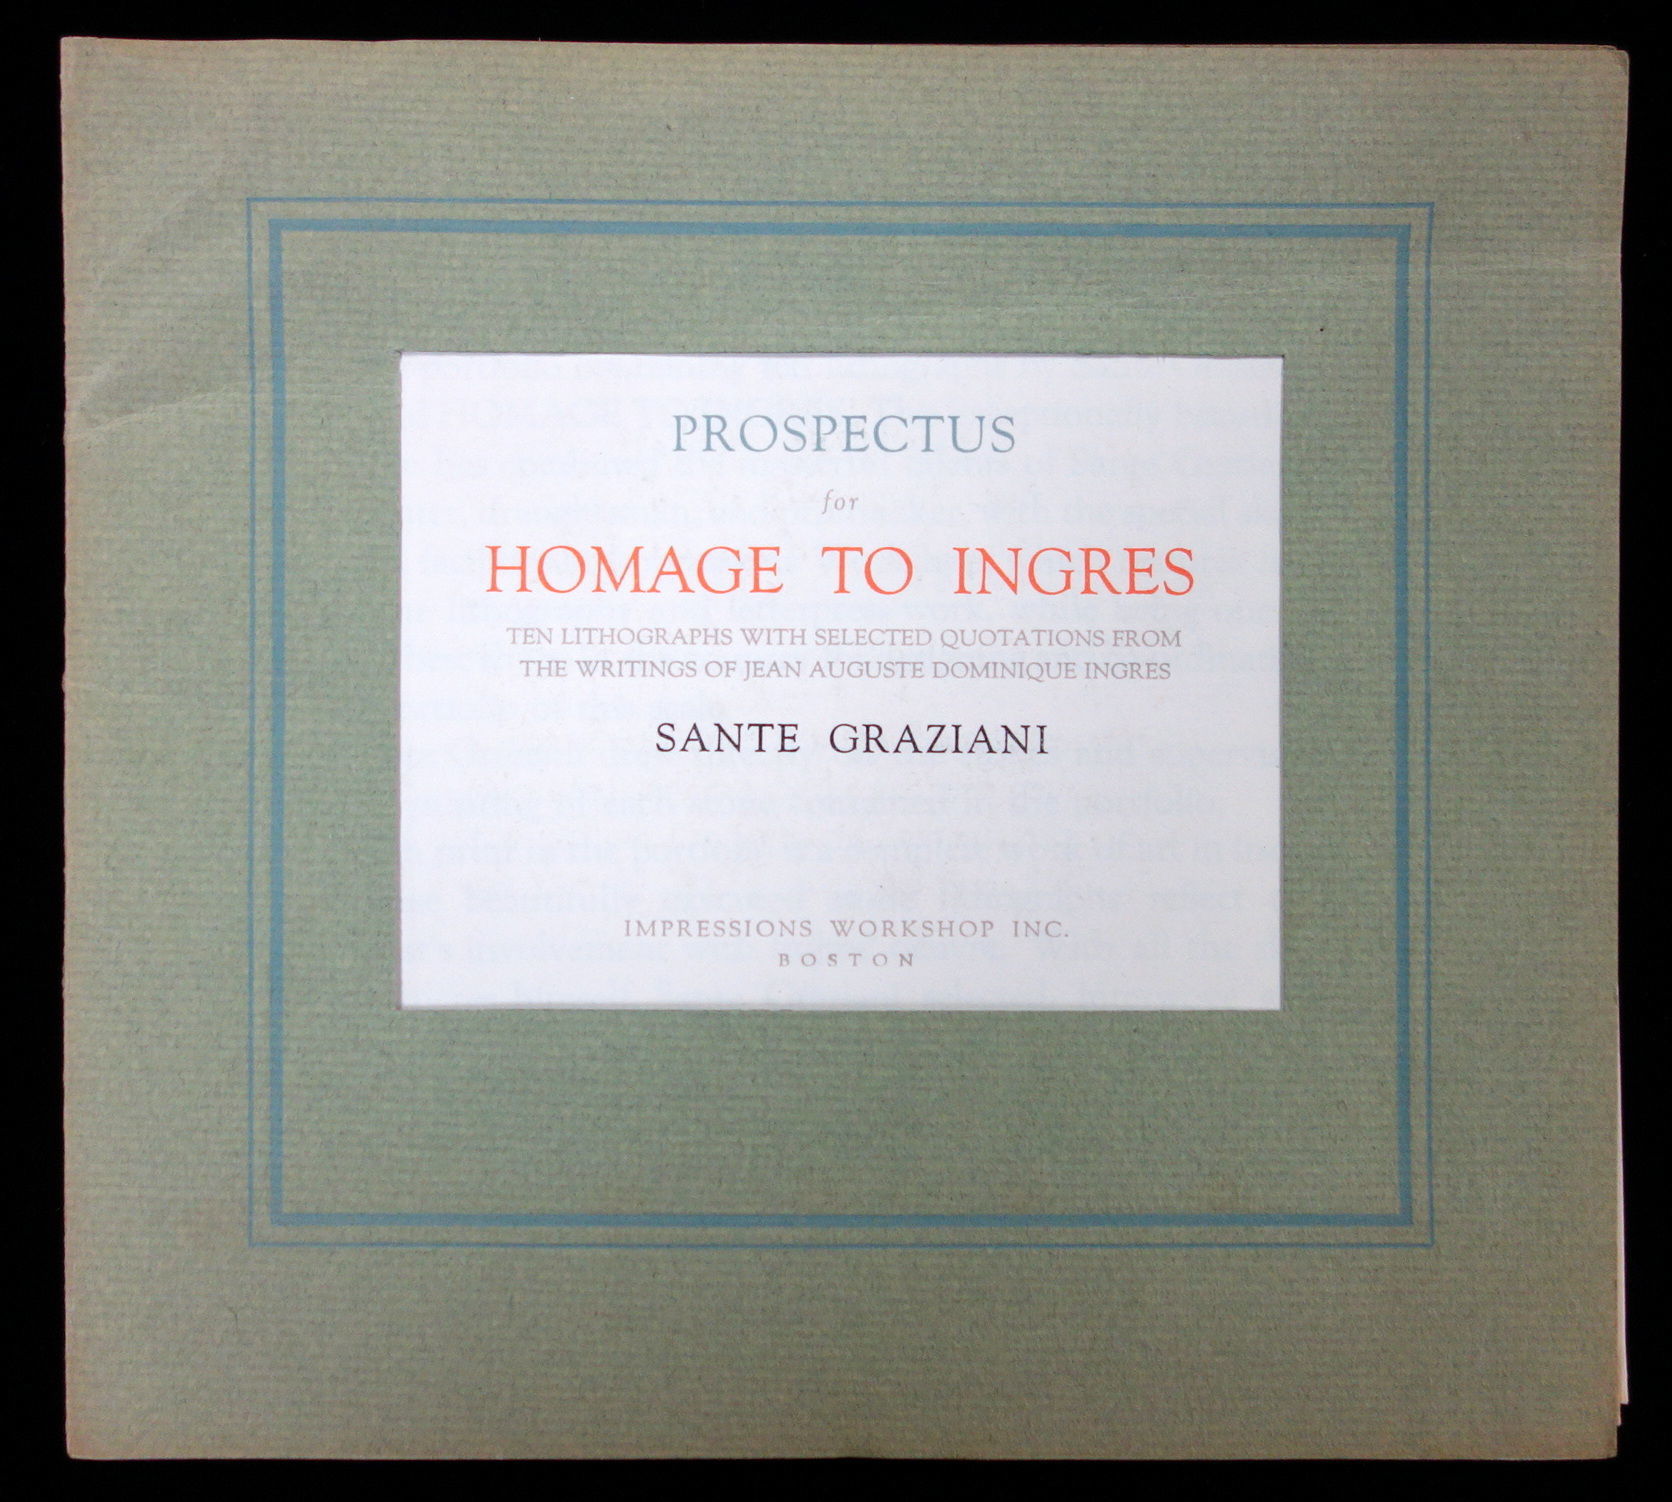 PROSPECTUS
for
HOMAGE TO INGRES
TEN LITHOGRAPHS WITH SELECTED QUOTATIONS FROM
THE WRITINGS OF JEAN AUGUSTE DOMINIQUE INGRES
SANTE GRAZIANI
IMPRESSIONS WORKSHOP INC.
BOSTON